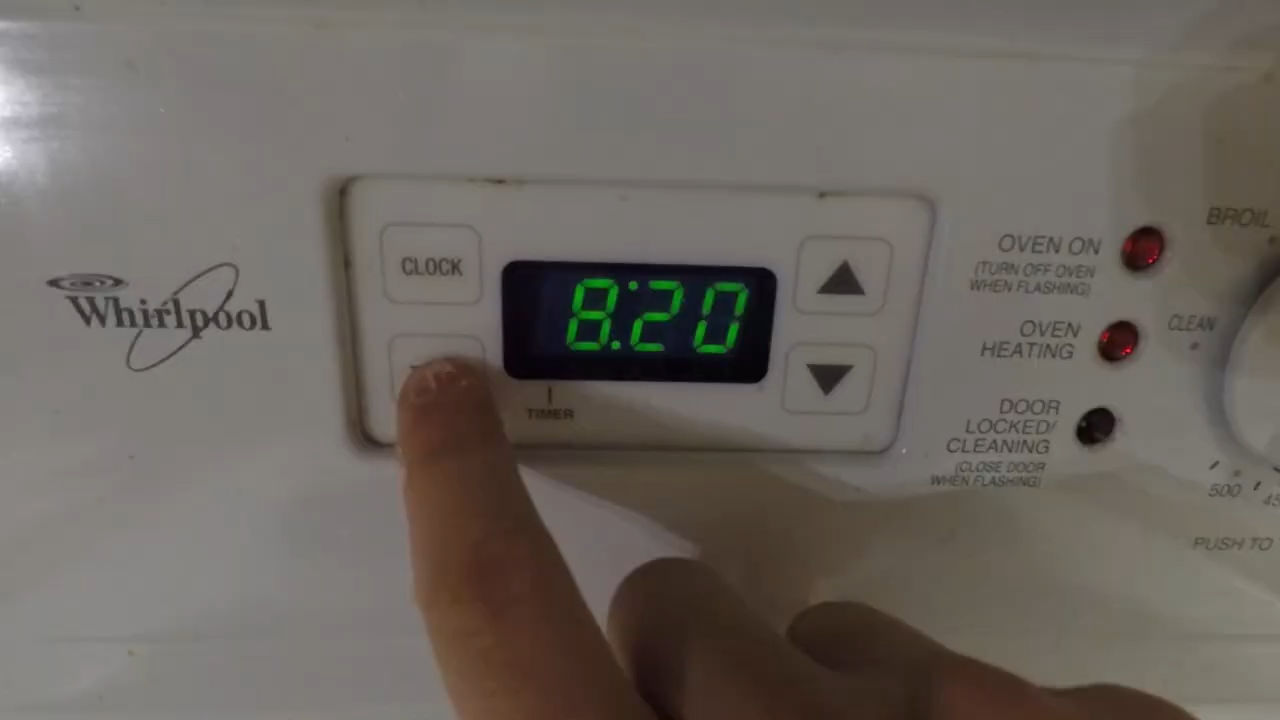 Whirlpool
CLOCK
8:20
TIMER
OVEN ON
(TURN OFF OVEN
WHEN FLASHING)
OVEN
HEATING
DOOR
LOCKED/
CLEANING
(CLOSE DOOR
WHEN FLASHING)
BROIL
CLEAN
500
45
PUSH TO